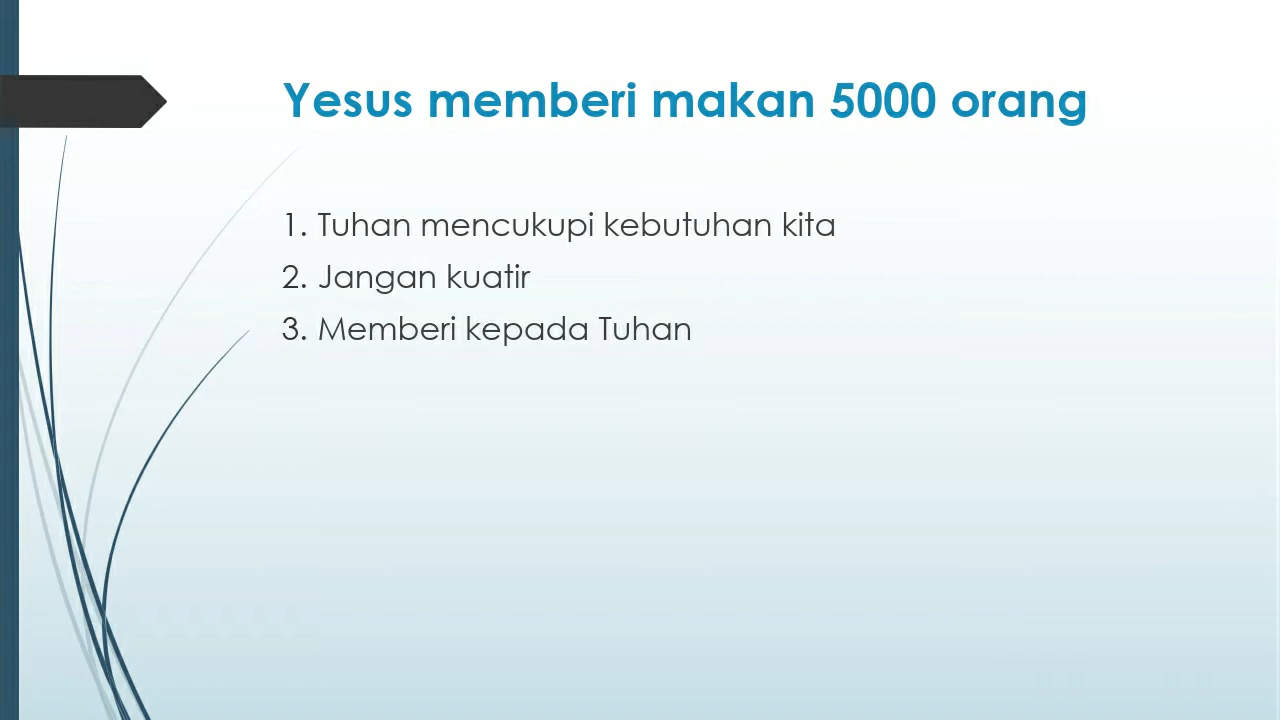 Yesus memberi makan 5000 orang
1. Tuhan mencukupi kebutuhan kita
2. Jangan kuatir
3. Memberi kepada Tuhan